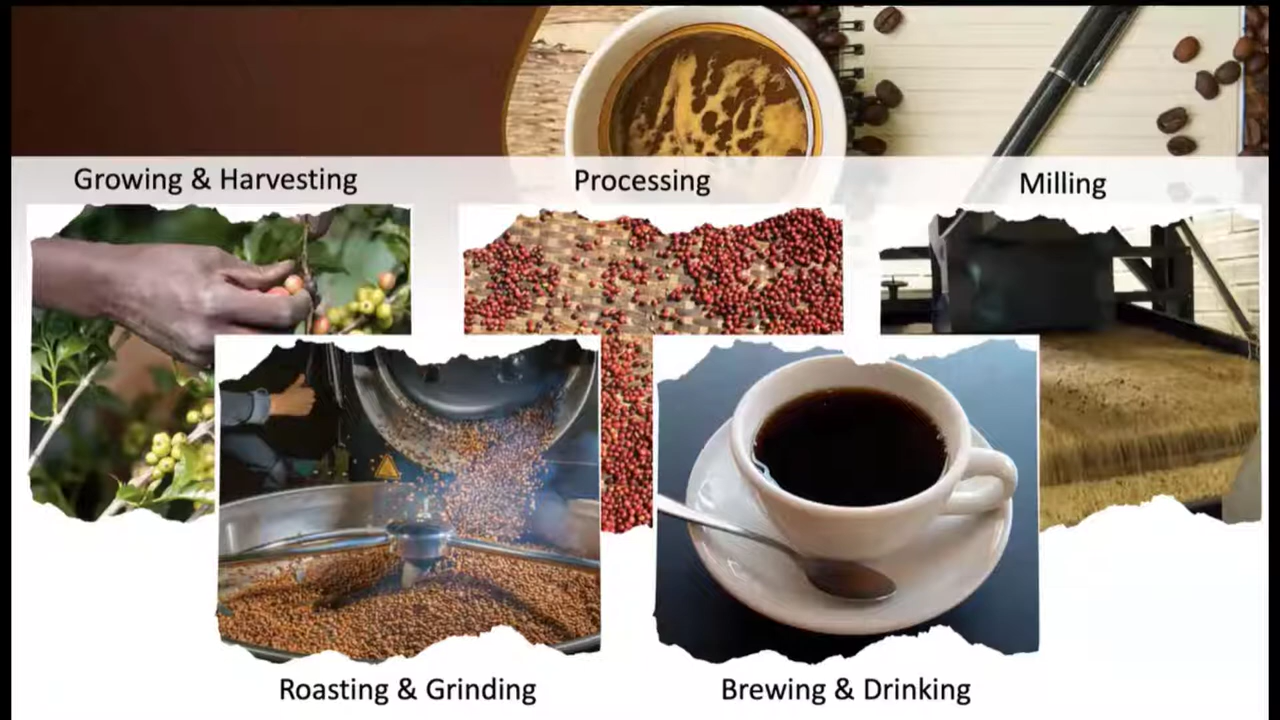 Growing & Harvesting
Processing
Milling
Roasting & Grinding
Brewing & Drinking